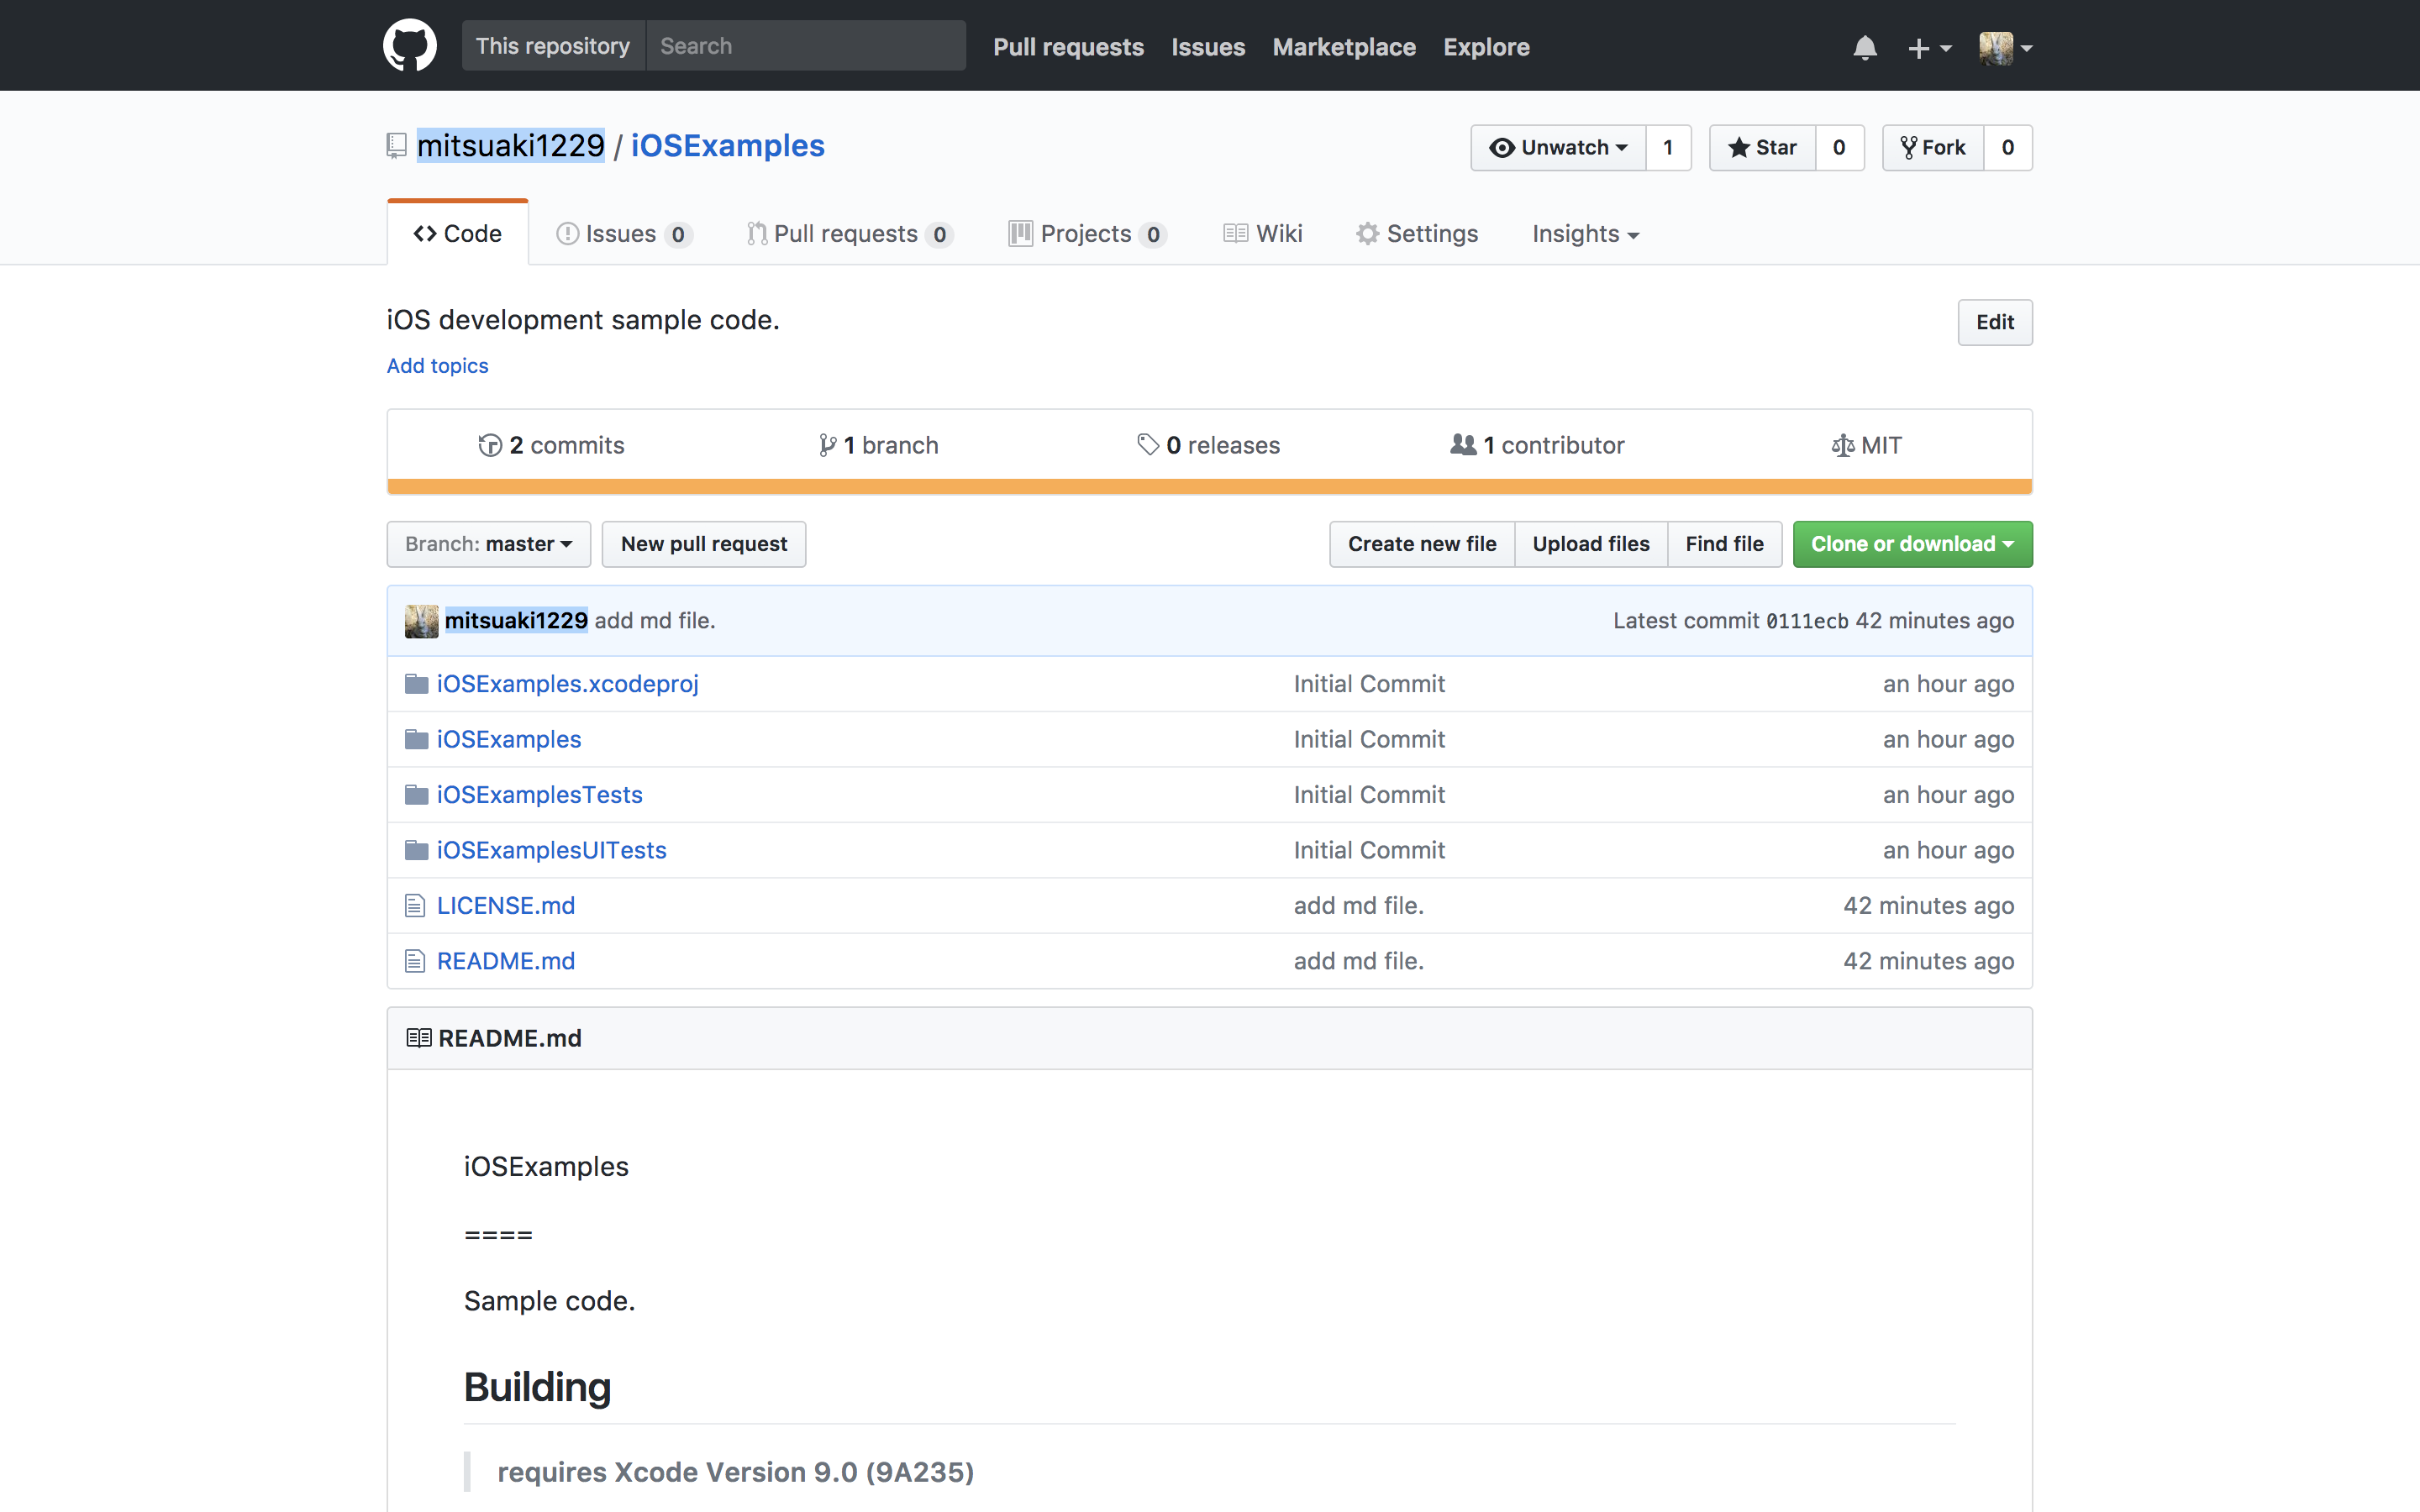 This repository Search Pull requests Issues Marketplace Explore
mitsuaki1229 / iOSExamples Unwatch 1 Star 0 Fork 0
Code Issues 0 Pull requests 0 Projects 0 Wiki Settings Insights
iOS development sample code. Edit
Add topics
2 commits 1 branch 0 releases 1 contributor MIT
Branch: master New pull request Create new file Upload files Find file Clone or download
mitsuaki1229 add md file. Latest commit 0111ecb 42 minutes ago
iOSExamples.xcodeproj Initial Commit an hour ago
iOSExamples Initial Commit an hour ago
iOSExamplesTests Initial Commit an hour ago
iOSExamplesUITests Initial Commit an hour ago
LICENSE.md add md file. 42 minutes ago
README.md add md file. 42 minutes ago
README.md
iOSExamples
====
Sample code.
Building
requires Xcode Version 9.0 (9A235)